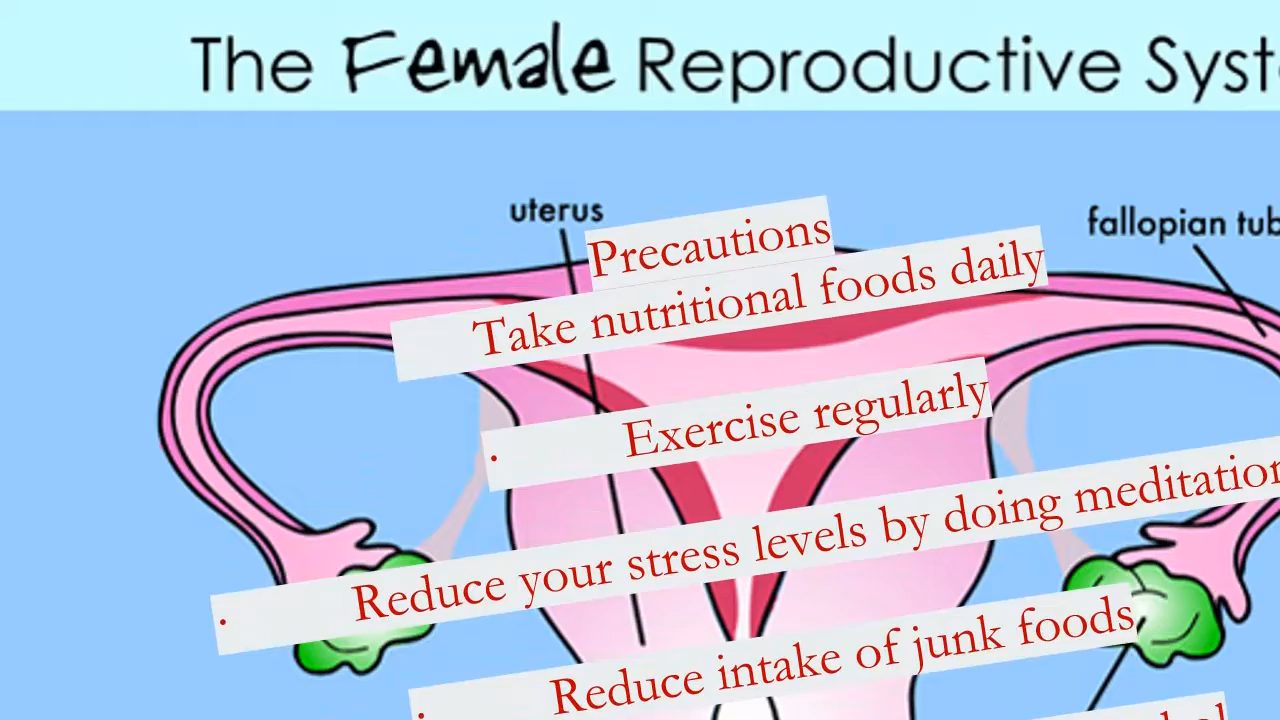 The Female Reproductive Syst
uterus
fallopian tub
Precautions
Take nutritional foods daily
. Exercise regularly
. Reduce your stress levels by doing meditation
. Reduce intake of junk foods